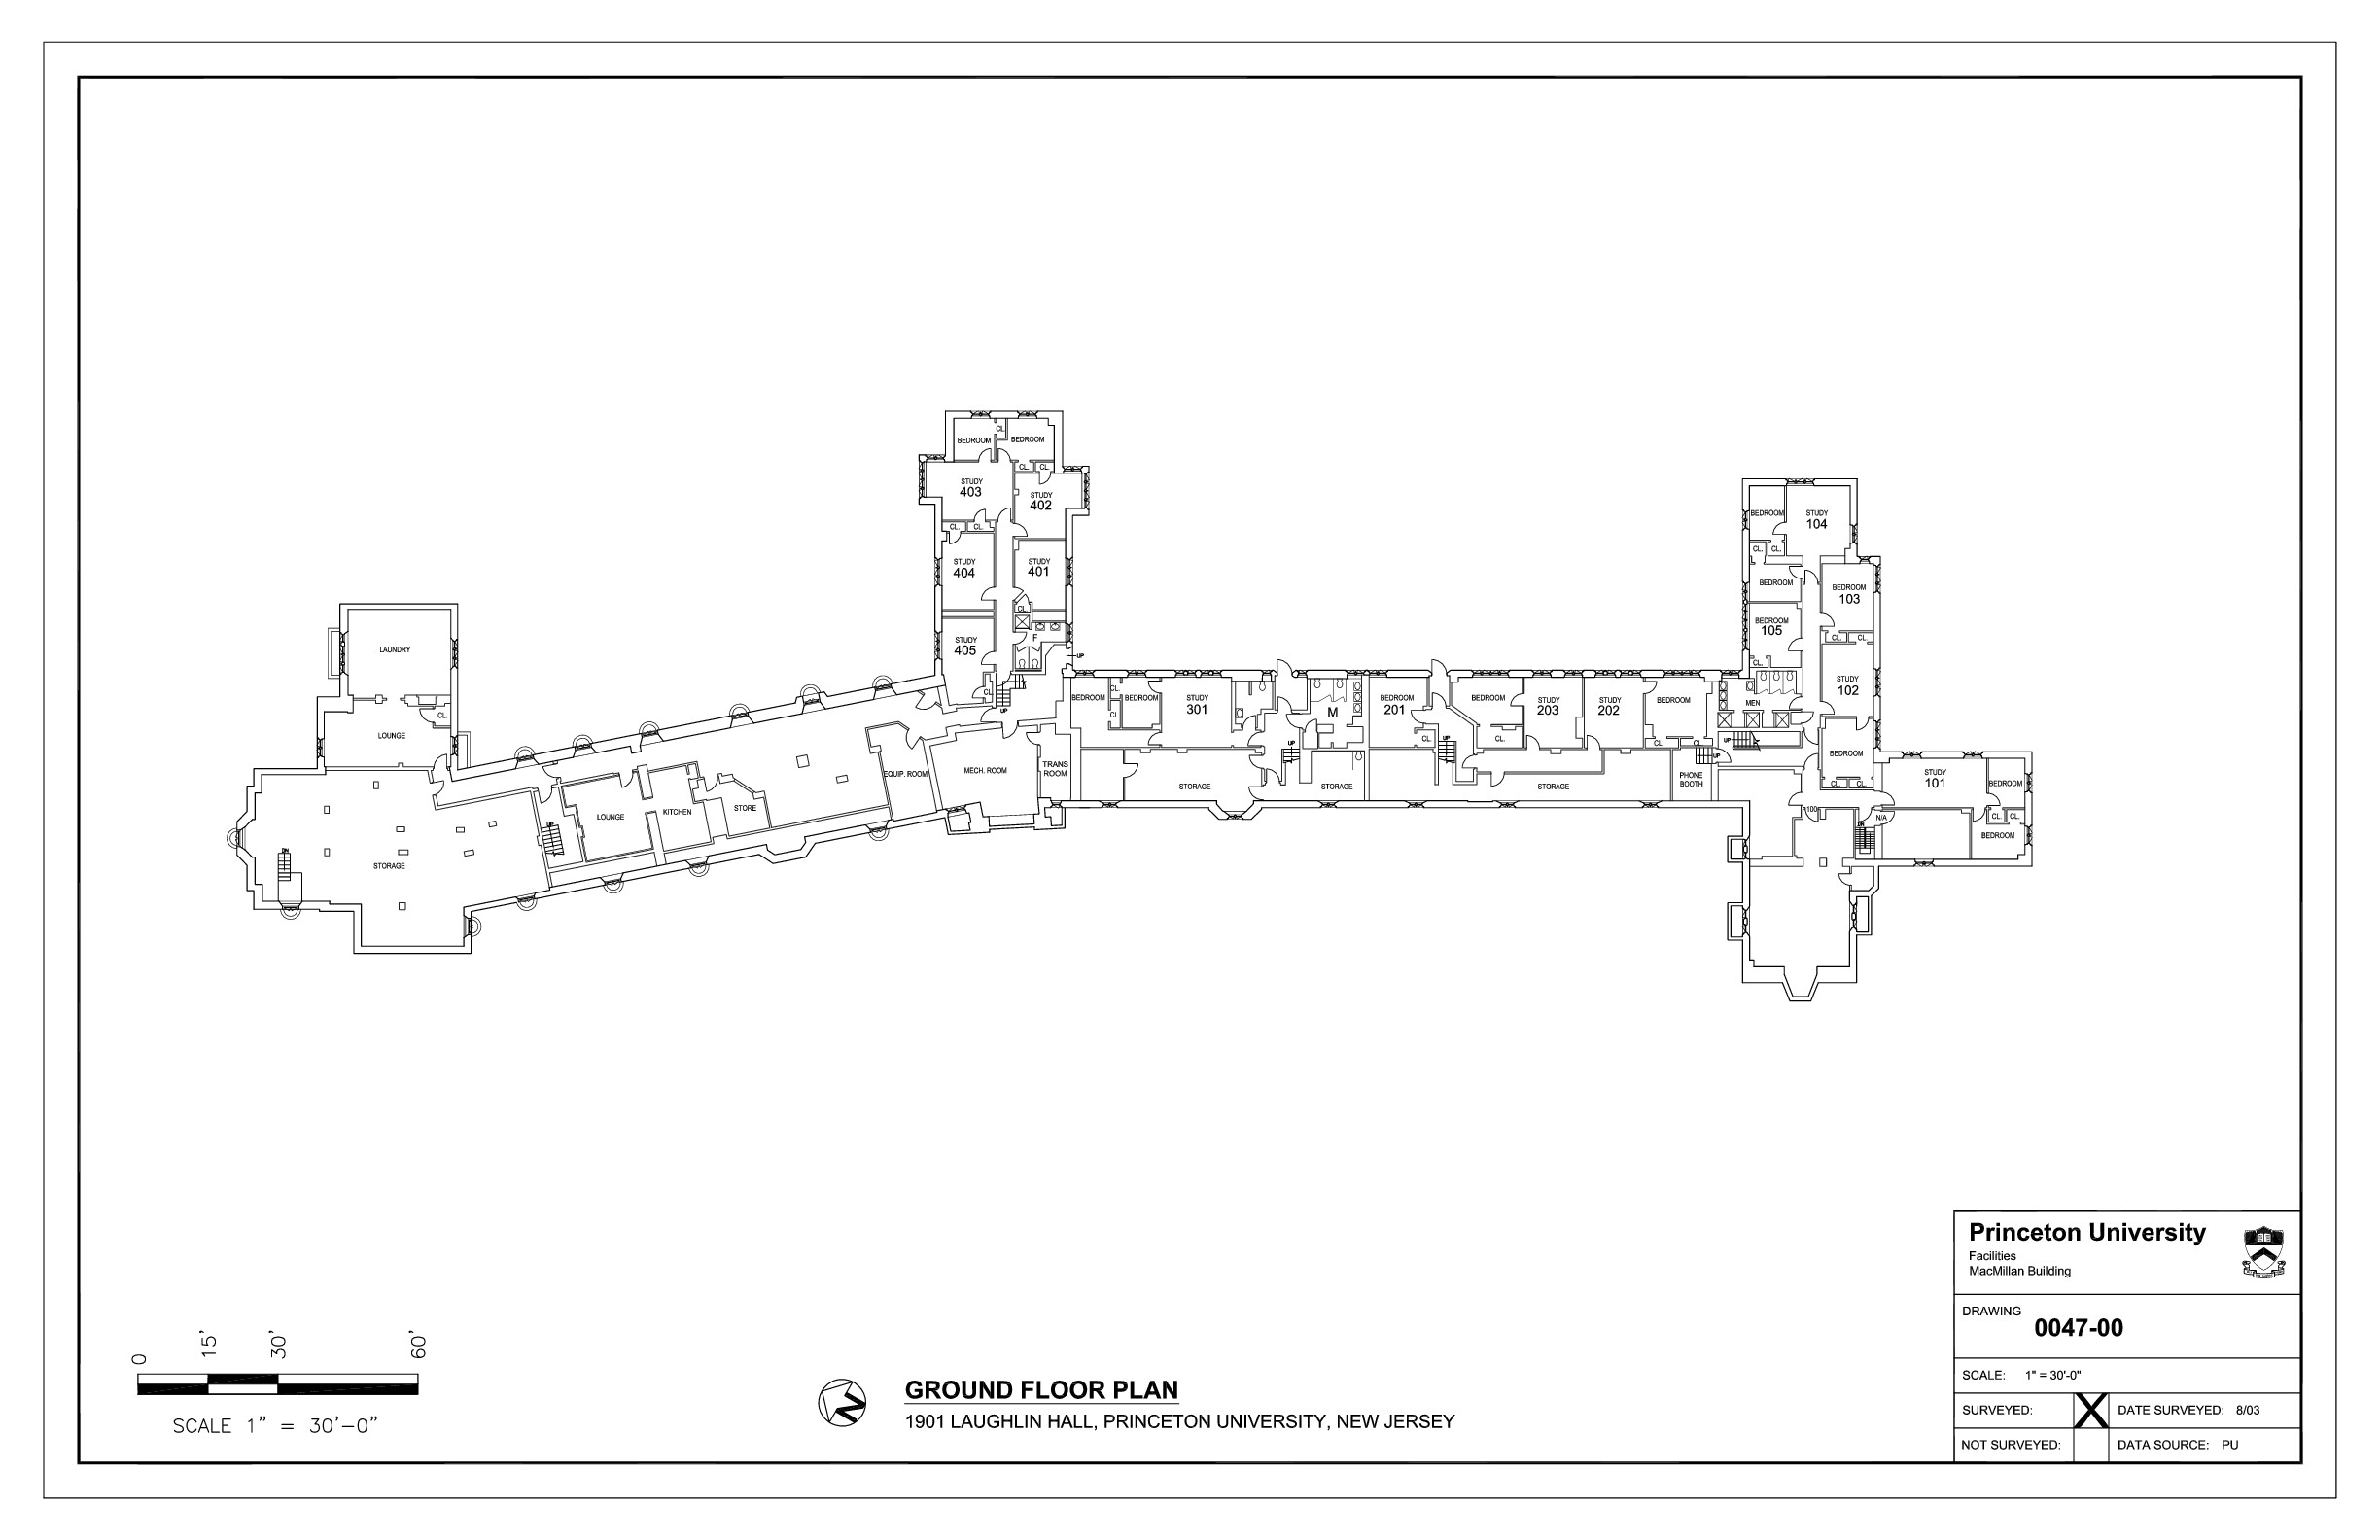 BEDROOM
CL.
BEDROOM
CL.
CL.
STUDY
403
STUDY
402
CL.
CL.
STUDY
404
STUDY
401
CL.
STUDY
405
F
UP
CL.
UP
BEDROOM
STUDY
104
CL.
CL.
BEDROOM
BEDROOM
103
BEDROOM
105
CL.
CL.
CL.
STUDY
102
MEN
UP
BEDROOM
CL.
CL.
LAUNDRY
CL.
LOUNGE
STORAGE
DN
UP
LOUNGE
KITCHEN
STORE
EQUIP. ROOM
MECH. ROOM
TRANS
ROOM
BEDROOM
CL.
CL.
BEDROOM
STUDY
301
STORAGE
UP
M
STORAGE
BEDROOM
201
CL.
UP
BEDROOM
CL.
STUDY
203
STUDY
202
BEDROOM
CL.
CL.
STORAGE
UP
PHONE
BOOTH
100
N/A
DN
STUDY
101
BEDROOM
CL.
CL.
BEDROOM
Princeton University
Facilities
MacMillan Building
DRAWING
0047-00
SCALE: 1" = 30'-0"
SURVEYED: X DATE SURVEYED: 8/03
NOT SURVEYED: DATA SOURCE: PU
0 15' 30' 60'
SCALE 1" = 30'-0"
N
GROUND FLOOR PLAN
1901 LAUGHLIN HALL, PRINCETON UNIVERSITY, NEW JERSEY